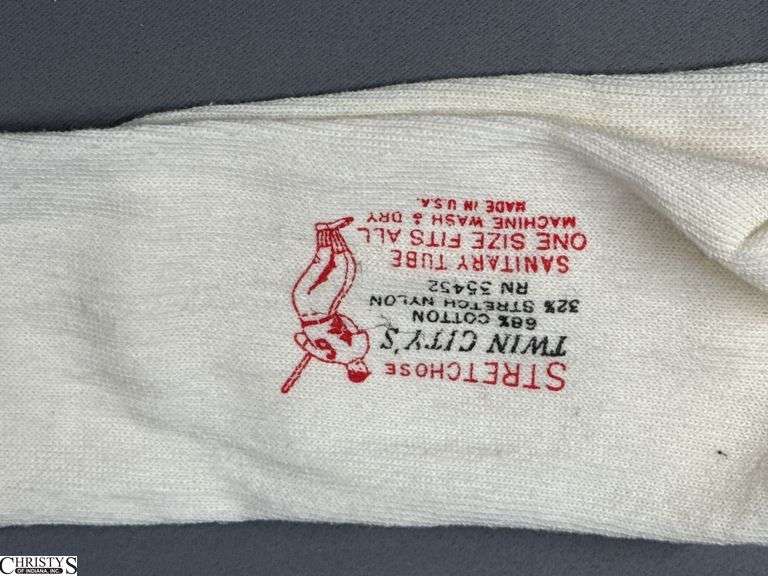 STRETCHOSE
TWIN CITY'S
68% COTTON
32% STRETCH NYLON
RN 35452
SANITARY TUBE
ONE SIZE FITS ALL
MACHINE WASH & DRY
MADE IN U.S.A.
CHRISTYS
OF INDIANA, INC.